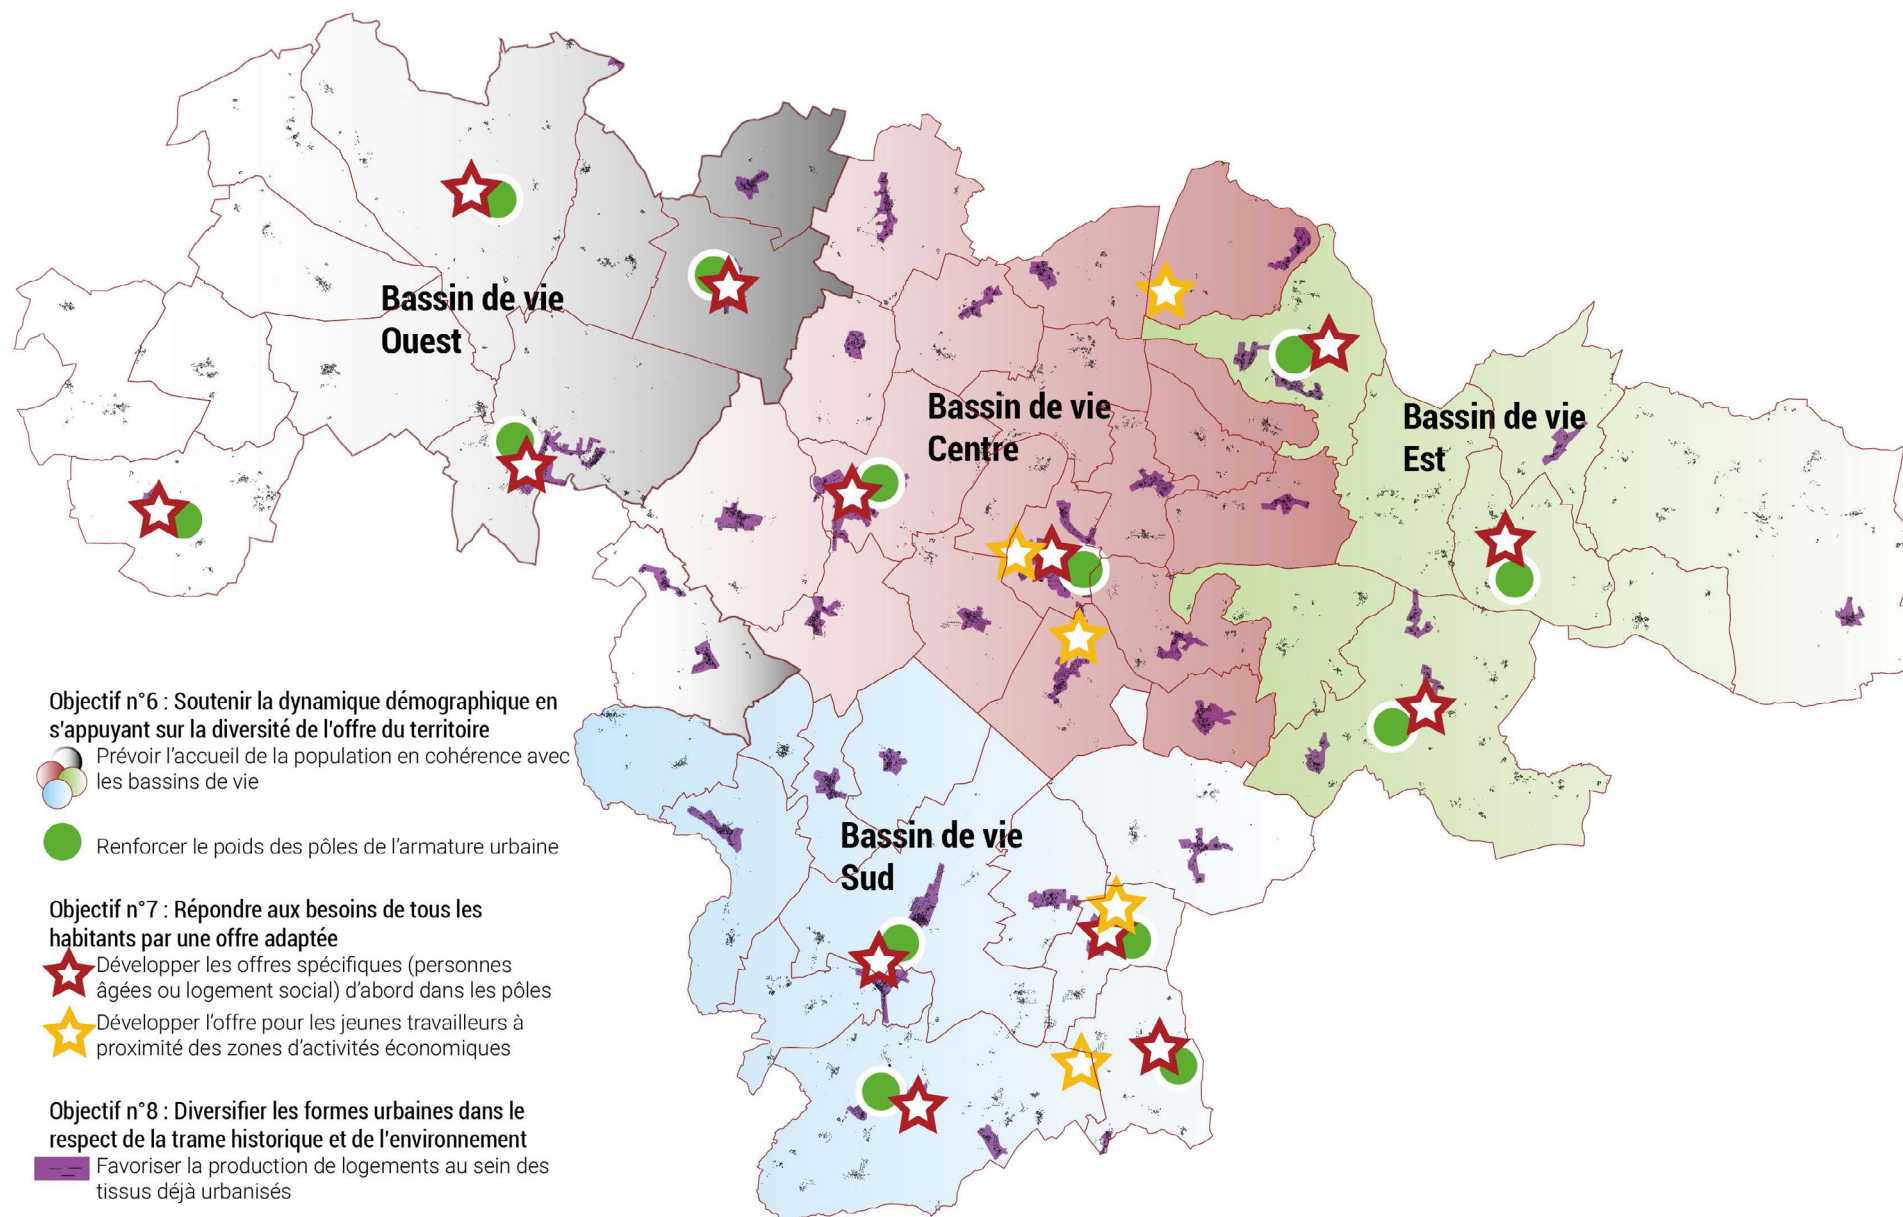 Bassin de vie
Ouest
Bassin de vie
Centre
Bassin de vie
Est
Bassin de vie
Sud
Objectif n°6 : Soutenir la dynamique démographique en
s'appuyant sur la diversité de l'offre du territoire
Prévoir l’accueil de la population en cohérence avec
les bassins de vie
Renforcer le poids des pôles de l’armature urbaine
Objectif n°7 : Répondre aux besoins de tous les
habitants par une offre adaptée
Développer les offres spécifiques (personnes
âgées ou logement social) d’abord dans les pôles
Développer l’offre pour les jeunes travailleurs à
proximité des zones d’activités économiques
Objectif n°8 : Diversifier les formes urbaines dans le
respect de la trame historique et de l'environnement
Favoriser la production de logements au sein des
tissus déjà urbanisés